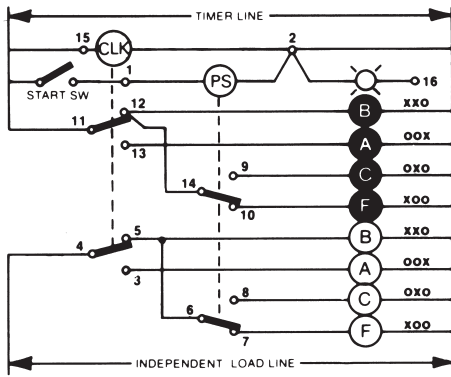 TIMER LINE
15 CLK 2
1 PS 16
START SW
12 B XXO
11
13 A OOX
9 C OXO
14
10 F XOO
5 B XXO
4
3 A OOX
8 C OXO
6
7 F XOO
INDEPENDENT LOAD LINE